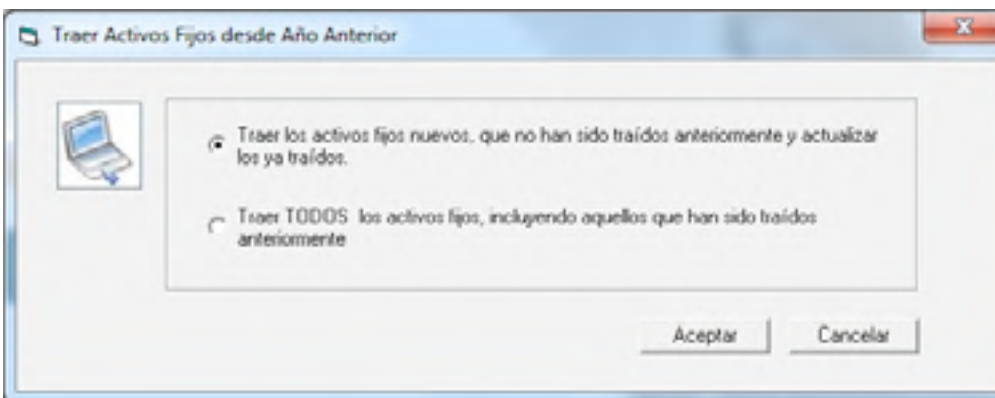 Traer Activos Fijos desde Año Anterior
Traer los activos fijos nuevos, que no han sido traídos anteriormente y actualizar
los ya traídos.
Traer TODOS los activos fijos, incluyendo aquellos que han sido traídos
anteriormente
Aceptar
Cancelar